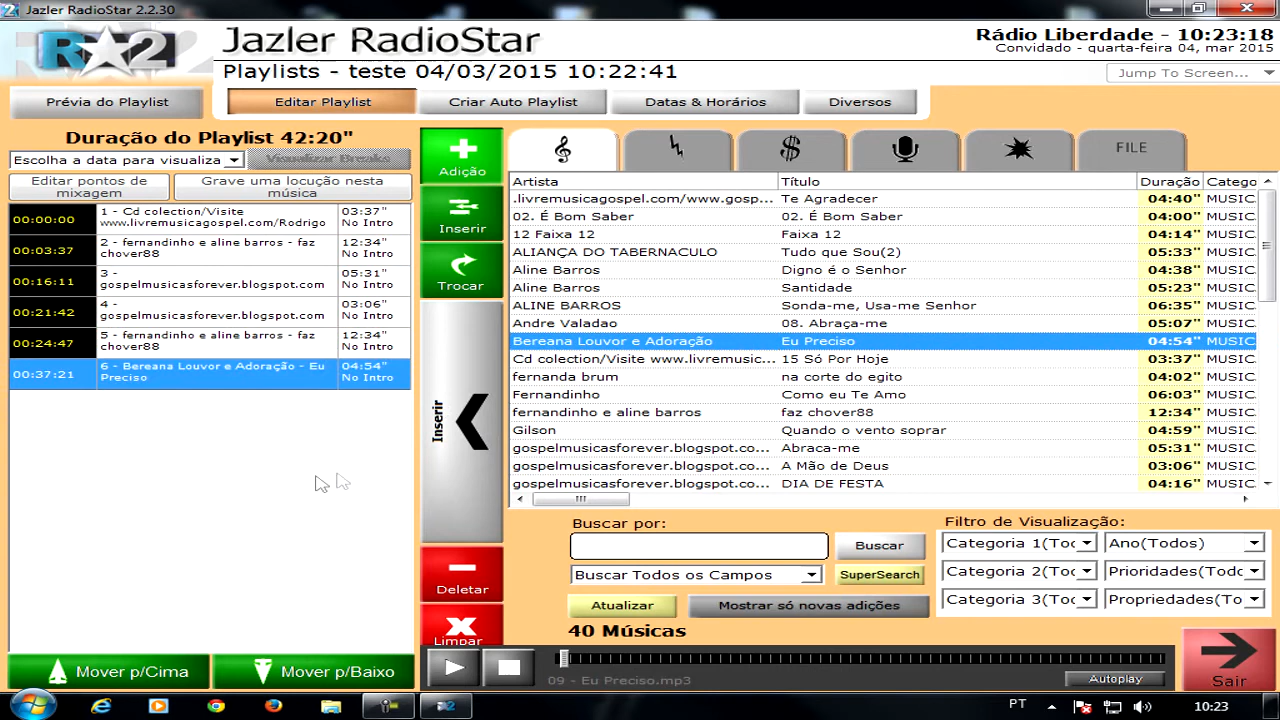 Jazler RadioStar 2.2.30
R 2
Jazler RadioStar
Rádio Liberdade - 10:23:18
Convidado - quarta-feira 04, mar 2015
Playlists - teste 04/03/2015 10:22:41
Jump To Screen...
Prévia do Playlist
Editar Playlist
Criar Auto Playlist
Datas & Horários
Diversos
Duração do Playlist 42:20"
Escolha a data para visualiza
Visualizar Breaks
Editar pontos de mixagem
Grave uma locução nesta música
00:00:00 1 - Cd colection/Visite www.livremusicagospel.com/Rodrigo 03:37" No Intro
00:03:37 2 - fernandinho e aline barros - faz chover88 12:34" No Intro
00:16:11 3 - gospelmusicasforever.blogspot.com 05:31" No Intro
00:21:42 4 - gospelmusicasforever.blogspot.com 03:06" No Intro
00:24:47 5 - fernandinho e aline barros - faz chover88 12:34" No Intro
00:37:21 6 - Bereana Louvor e Adoração - Eu Preciso 04:54" No Intro
Mover p/Cima
Mover p/Baixo
Adição
Inserir
Trocar
Inserir
Deletar
Limpar
$
FILE
Artista Título Duração Catego
.livremusicagospel.com/www.gosp... Te Agradecer 04:40" MUSIC
02. É Bom Saber 02. É Bom Saber 04:00" MUSIC
12 Faixa 12 Faixa 12 04:14" MUSIC
ALIANÇA DO TABERNACULO Tudo que Sou(2) 05:33" MUSIC
Aline Barros Digno é o Senhor 04:38" MUSIC
Aline Barros Santidade 05:23" MUSIC
ALINE BARROS Sonda-me, Usa-me Senhor 06:35" MUSIC
Andre Valadao 08. Abraça-me 05:07" MUSIC
Bereana Louvor e Adoração Eu Preciso 04:54" MUSIC
Cd colection/Visite www.livremusic... 15 Só Por Hoje 03:37" MUSIC
fernanda brum na corte do egito 04:02" MUSIC
Fernandinho Como eu Te Amo 06:03" MUSIC
fernandinho e aline barros faz chover88 12:34" MUSIC
Gilson Quando o vento soprar 04:59" MUSIC
gospelmusicasforever.blogspot.co... Abraca-me 05:31" MUSIC
gospelmusicasforever.blogspot.co... A Mão de Deus 03:06" MUSIC
gospelmusicasforever.blogspot.co... DIA DE FESTA 04:16" MUSIC
Buscar por:
Buscar
Buscar Todos os Campos
SuperSearch
Atualizar
Mostrar só novas adições
Filtro de Visualização:
Categoria 1(Toc Ano(Todos)
Categoria 2(Toc Prioridades(Todo
Categoria 3(Toc Propriedades(To
40 Músicas
09 - Eu Preciso.mp3
Autoplay
Sair
PT
10:23